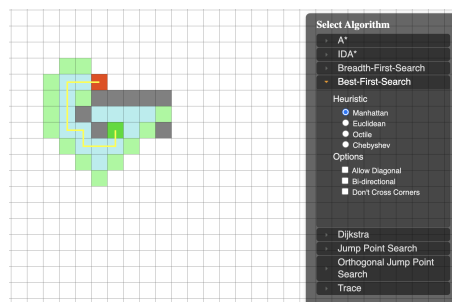 Select Algorithm
A*
IDA*
Breadth-First-Search
Best-First-Search
Heuristic
Manhattan
Euclidean
Octile
Chebyshev
Options
Allow Diagonal
Bi-directional
Don't Cross Corners
Dijkstra
Jump Point Search
Orthogonal Jump Point
Search
Trace